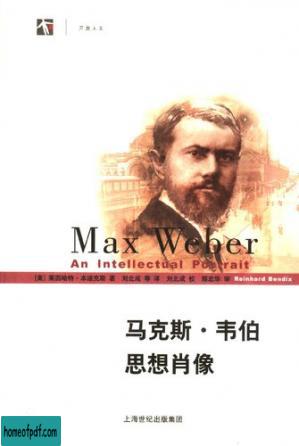 开放人文
Max Weber
An Intellectual Portrait
[美] 莱因哈特·本迪克斯 著 刘北成 等 译 刘北成 校 Reinhard Bendix
马克斯·韦伯
思想肖像
上海世纪出版集团
homeofpdf.com
homeofpdf.com